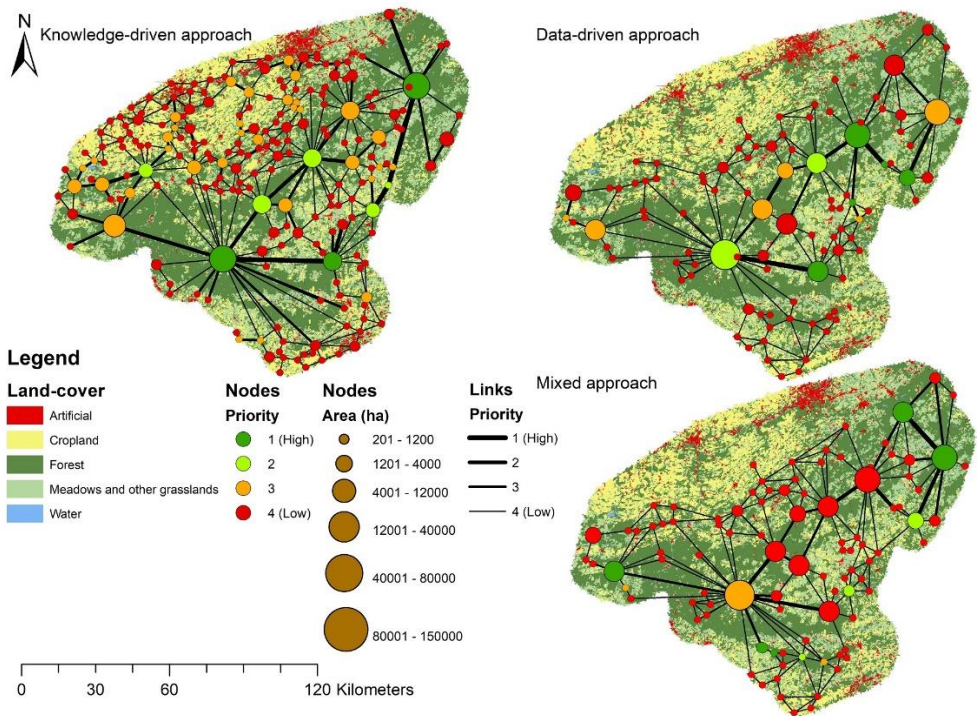 N
Knowledge-driven approach
Data-driven approach
Mixed approach
Legend
Land-cover
Artificial
Cropland
Forest
Meadows and other grasslands
Water
Nodes
Priority
1 (High)
2
3
4 (Low)
Nodes
Area (ha)
201 - 1200
1201 - 4000
4001 - 12000
12001 - 40000
40001 - 80000
80001 - 150000
Links
Priority
1 (High)
2
3
4 (Low)
0 30 60 120 Kilometers